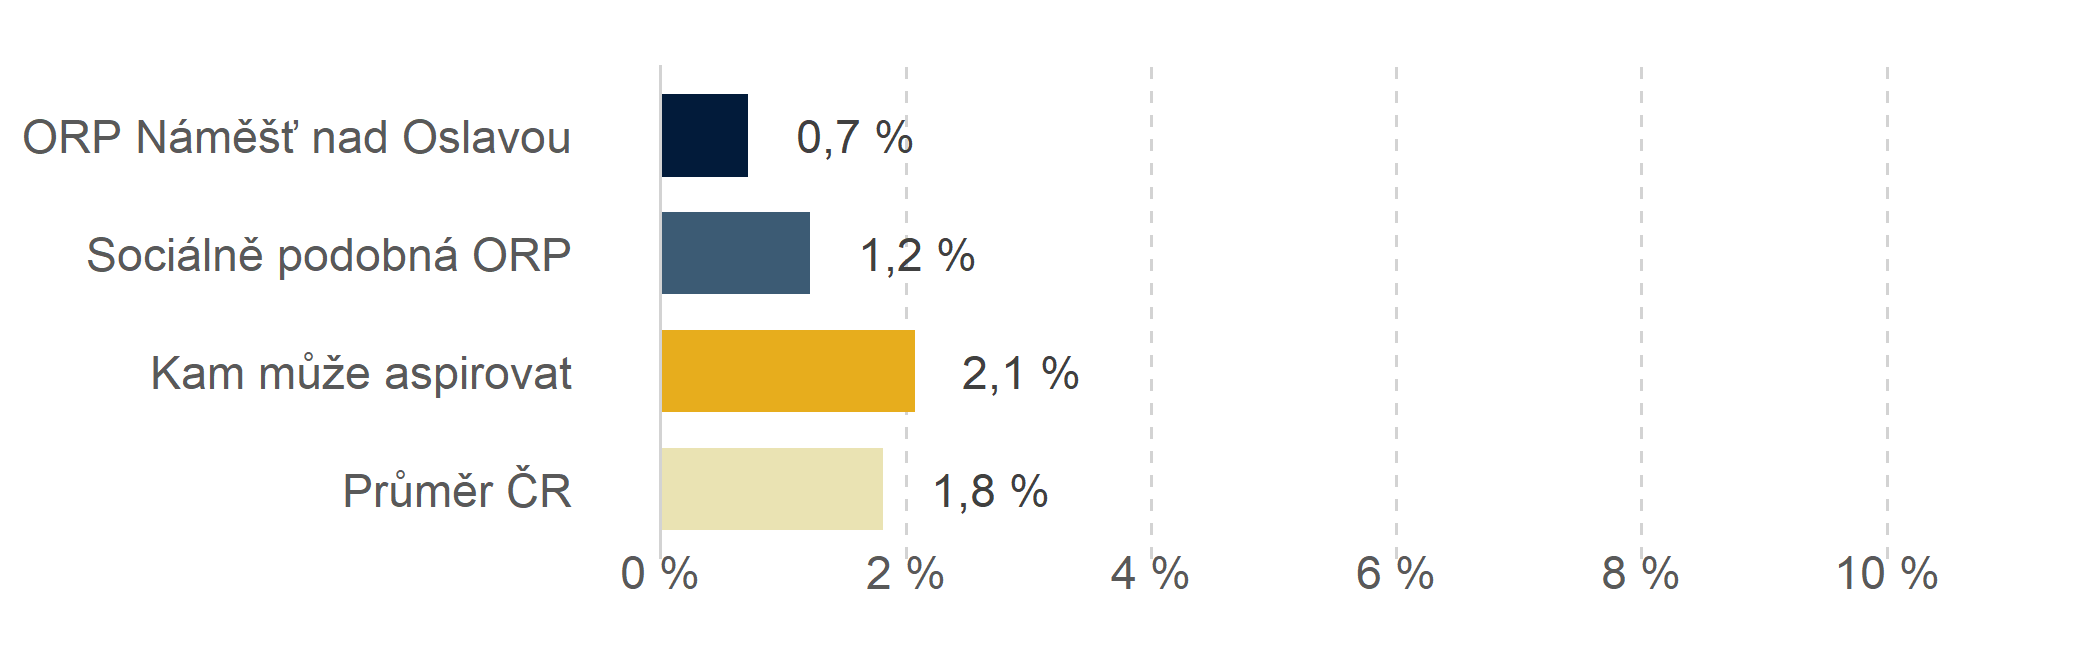 ORP Náměšť nad Oslavou 0,7 %
Sociálně podobná ORP 1,2 %
Kam může aspirovat 2,1 %
Průměr ČR 1,8 %
0 % 2 % 4 % 6 % 8 % 10 %